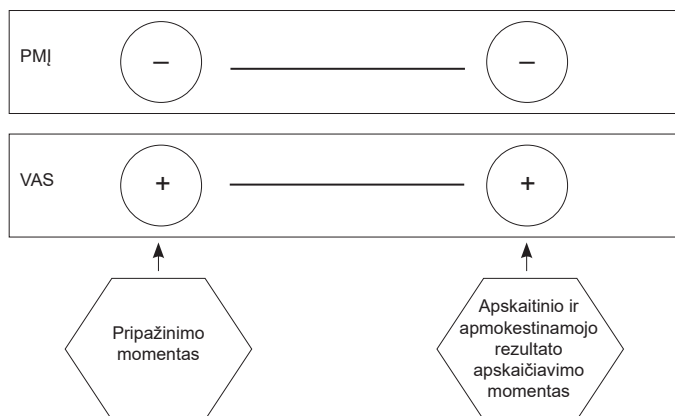 PMĮ
–
–
VAS
+
+
Pripažinimo
momentas
Apskaitinio ir
apmokestinamojo
rezultato
apskaičiavimo
momentas